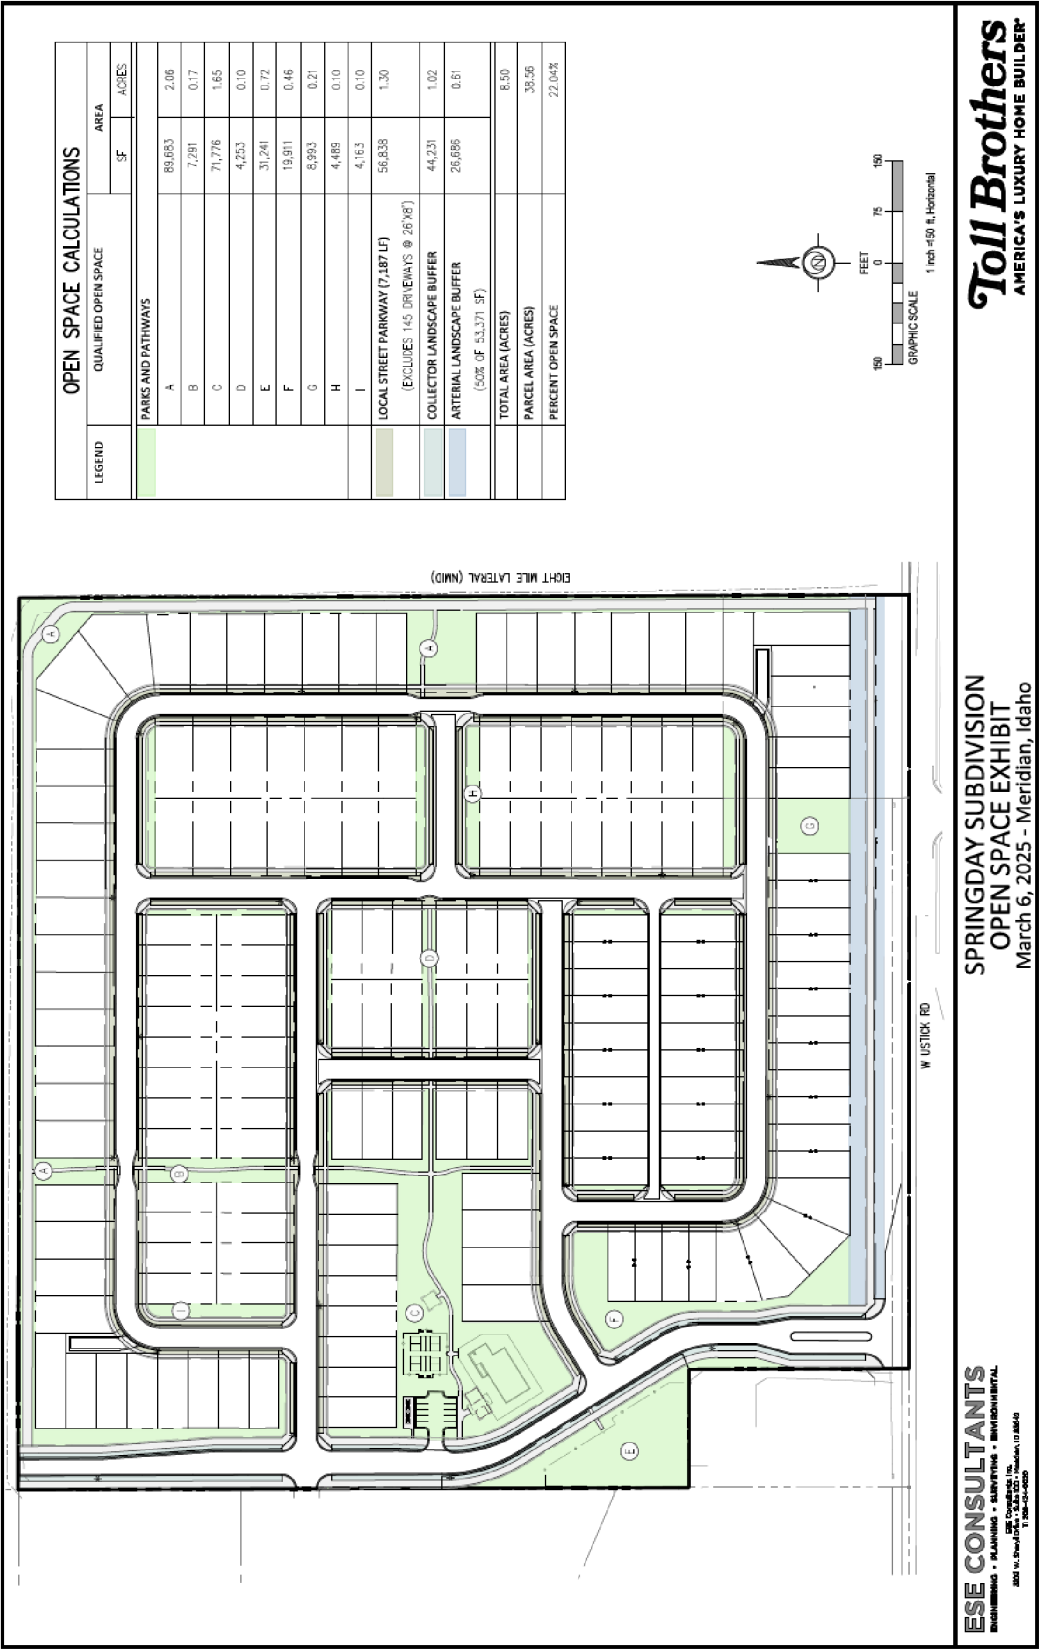 OPEN SPACE CALCULATIONS
LEGEND QUALIFIED OPEN SPACE AREA
SF ACRES
PARKS AND PATHWAYS
A 89,683 2.06
B 7,291 0.17
C 71,776 1.65
D 4,253 0.10
E 31,241 0.72
F 19,911 0.46
G 8,993 0.21
H 4,489 0.10
I 4,163 0.10
LOCAL STREET PARKWAY (7,187 LF) 56,838 1.30
(EXCLUDES 145 DRIVEWAYS @ 26'X8')
COLLECTOR LANDSCAPE BUFFER 44,231 1.02
ARTERIAL LANDSCAPE BUFFER 26,686 0.61
(50% OF 53,371 SF)
TOTAL AREA (ACRES) 8.50
PARCEL AREA (ACRES) 38.56
PERCENT OPEN SPACE 22.04%
N
FEET
150 0 75 150
GRAPHIC SCALE
1 inch =150 ft. Horizontal
EIGHT MILE LATERAL (NMID)
A
A
H
G
D
A
B
I
C
F
E
W USTICK RD
ESE CONSULTANTS
ENGINEERING • PLANNING • SURVEYING • ENVIRONMENTAL
ESE Consultants, Inc.
SPRINGDAY SUBDIVISION
OPEN SPACE EXHIBIT
March 6, 2025 - Meridian, Idaho
Toll Brothers
AMERICA'S LUXURY HOME BUILDER®